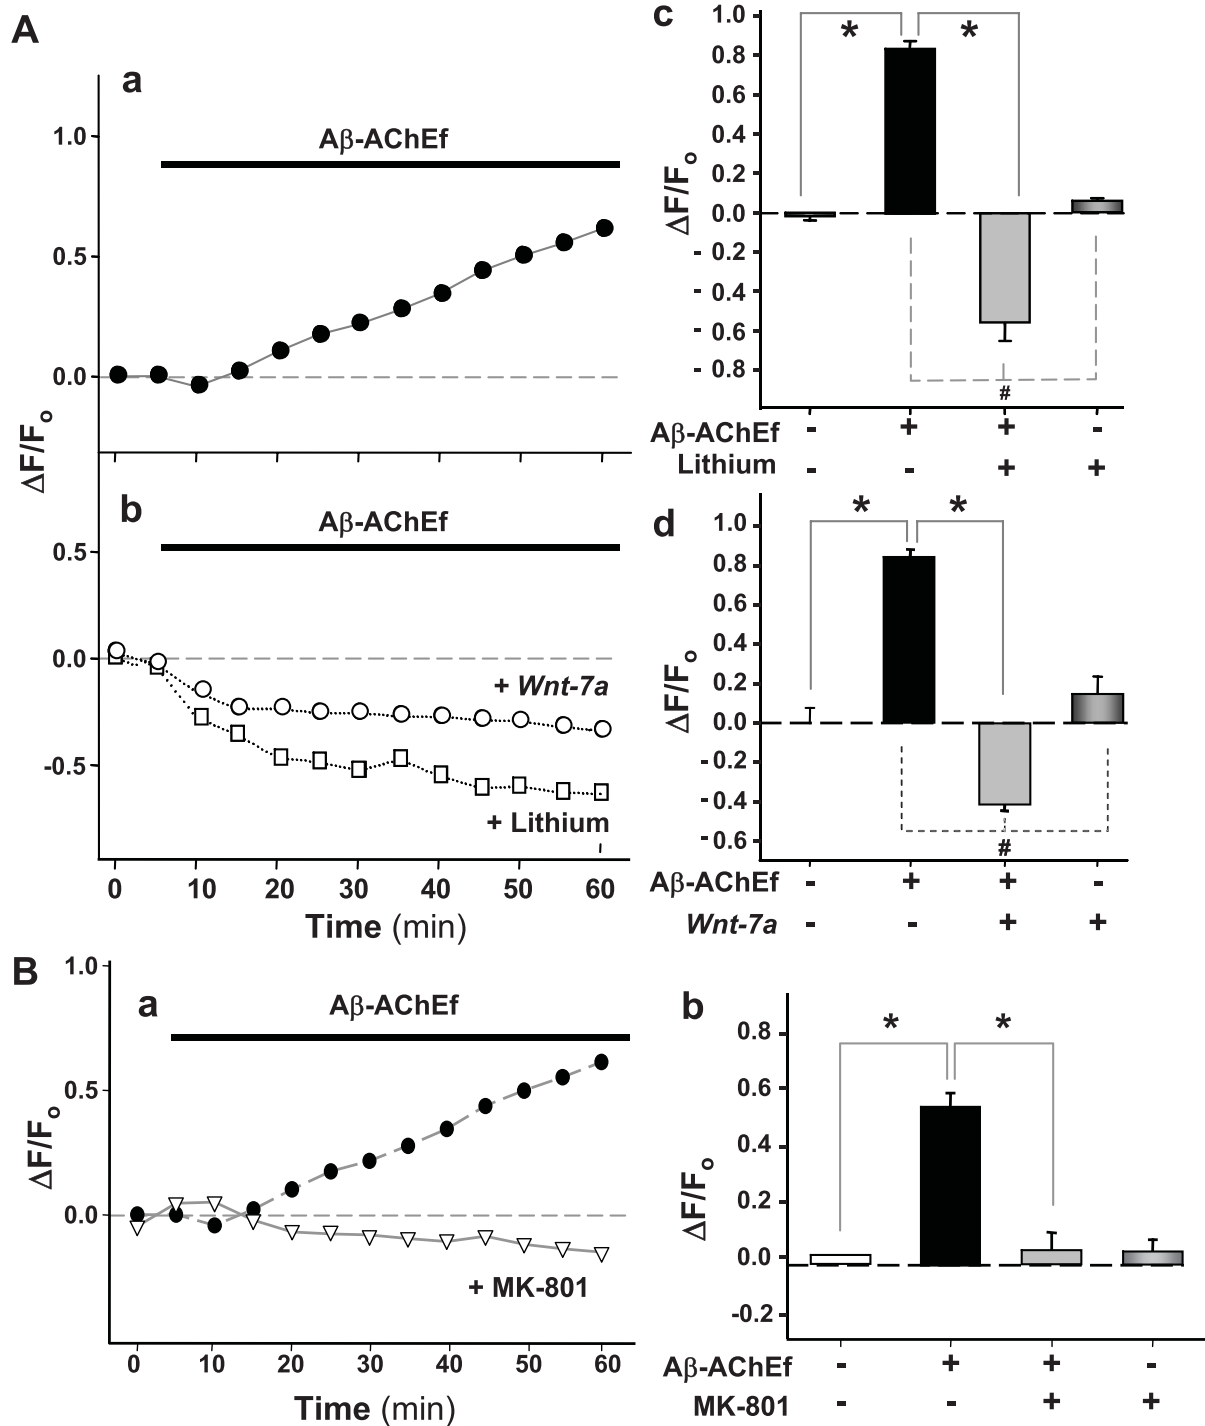 A
a
Aβ-AChEf
1.0
0.5
0.0
ΔF/Fo
b
Aβ-AChEf
0.5
0.0
-0.5
+ Wnt-7a
+ Lithium
0 10 20 30 40 50 60
Time (min)
c
ΔF/Fo
1.0
0.8
0.6
0.4
0.2
0.0
- 0.2
- 0.4
- 0.6
- 0.8
* *
#
Aβ-AChEf - + + -
Lithium - - + +
d
ΔF/Fo
1.0
0.8
0.6
0.4
0.2
0.0
- 0.2
- 0.4
- 0.6
* *
#
Aβ-AChEf - + + -
Wnt-7a - - + +
B
a
Aβ-AChEf
1.0
0.5
0.0
ΔF/Fo
+ MK-801
0 10 20 30 40 50 60
Time (min)
b
ΔF/Fo
0.8
0.6
0.4
0.2
0.0
-0.2
* *
Aβ-AChEf - + + -
MK-801 - - + +